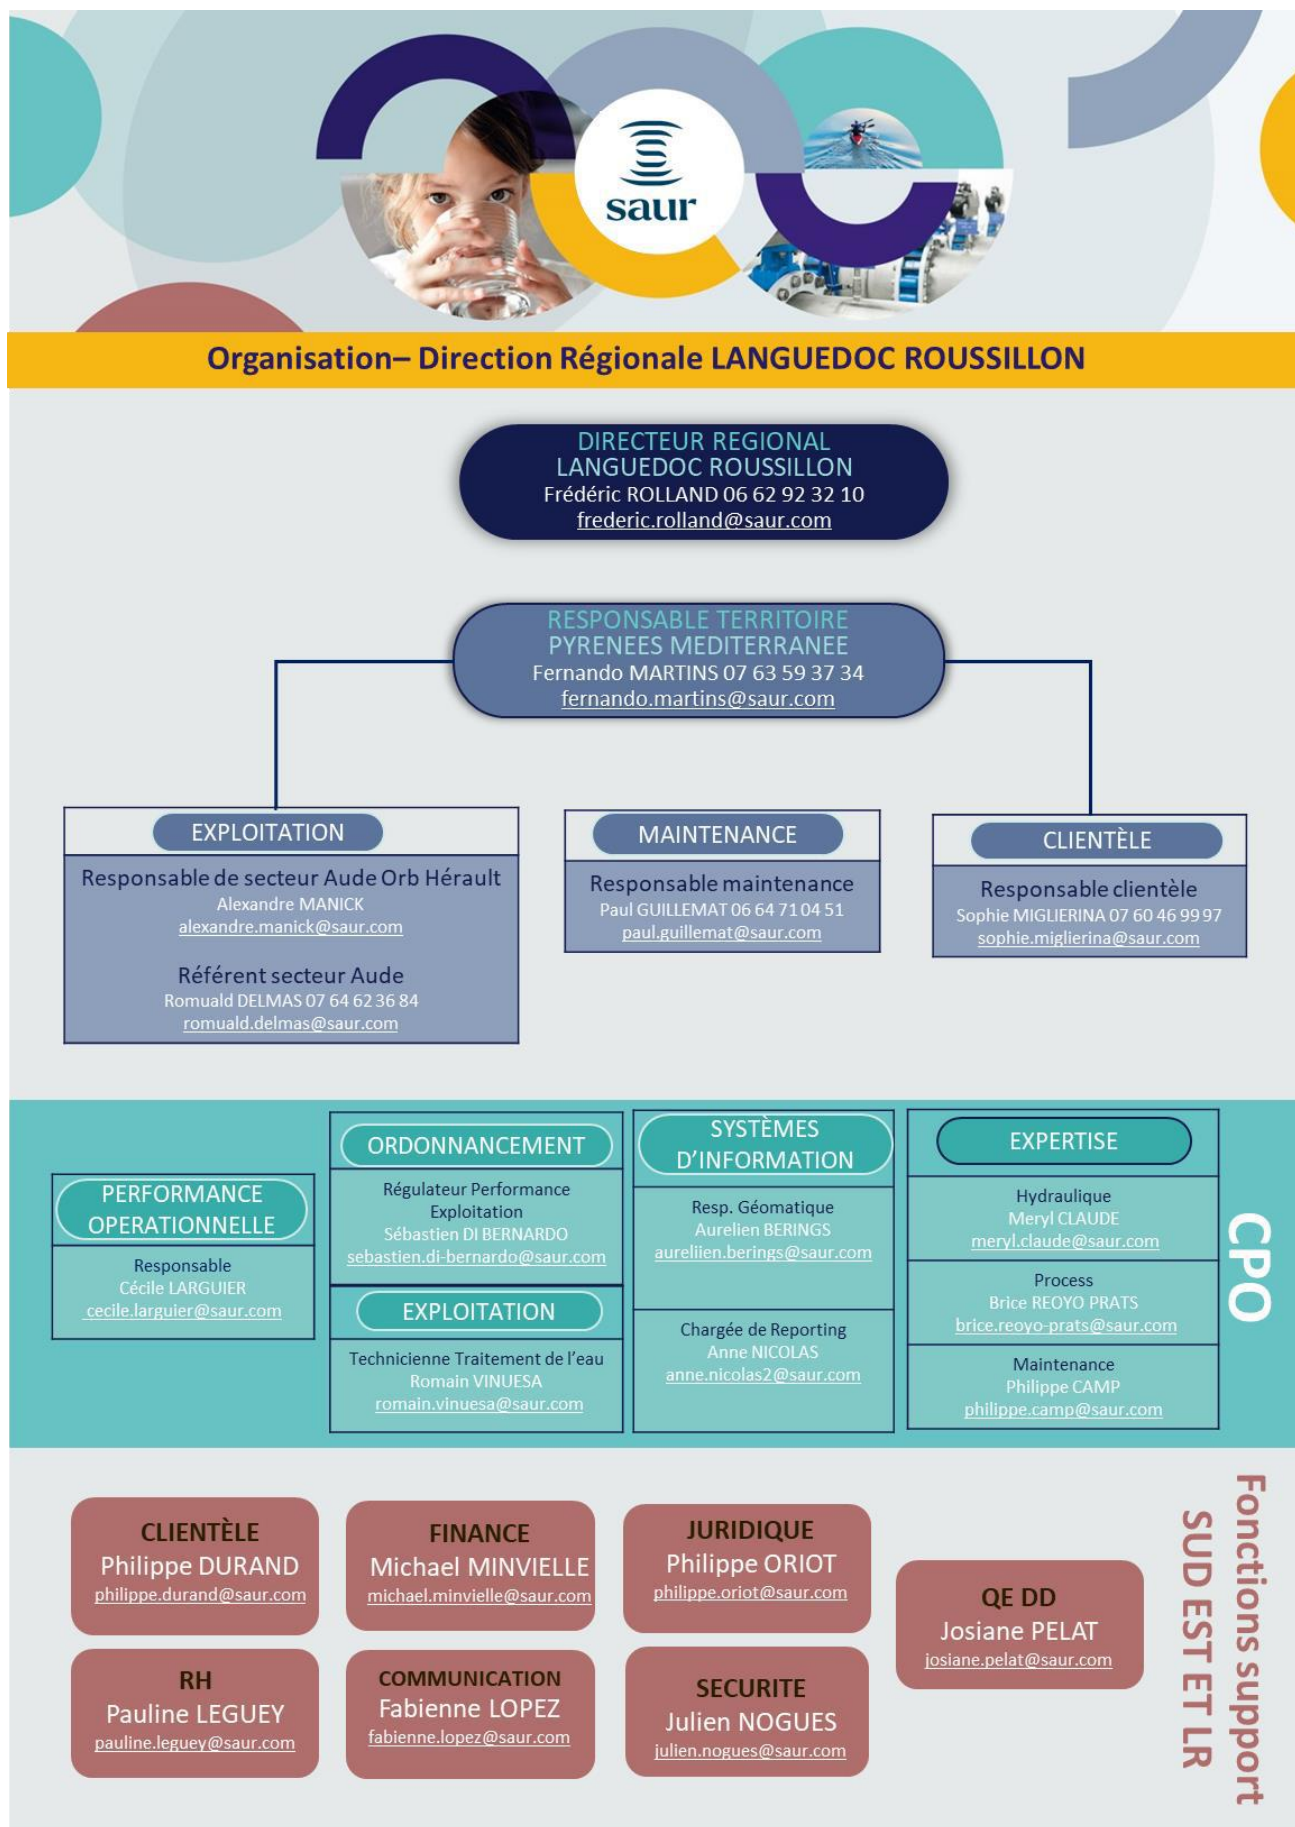 saur
Organisation– Direction Régionale LANGUEDOC ROUSSILLON
DIRECTEUR REGIONAL
LANGUEDOC ROUSSILLON
Frédéric ROLLAND 06 62 92 32 10
frederic.rolland@saur.com
RESPONSABLE TERRITOIRE
PYRENEES MEDITERRANEE
Fernando MARTINS 07 63 59 37 34
fernando.martins@saur.com
EXPLOITATION
Responsable de secteur Aude Orb Hérault
Alexandre MANICK
alexandre.manick@saur.com
Référent secteur Aude
Romuald DELMAS 07 64 62 36 84
romuald.delmas@saur.com
MAINTENANCE
Responsable maintenance
Paul GUILLEMAT 06 64 71 04 51
paul.guillemat@saur.com
CLIENTÈLE
Responsable clientèle
Sophie MIGLIERINA 07 60 46 99 97
sophie.miglierina@saur.com
PERFORMANCE
OPERATIONNELLE
Responsable
Cécile LARGUIER
cecile.larguier@saur.com
ORDONNANCEMENT
Régulateur Performance
Exploitation
Sébastien DI BERNARDO
sebastien.di-bernardo@saur.com
EXPLOITATION
Technicienne Traitement de l'eau
Romain VINUESA
romain.vinuesa@saur.com
SYSTÈMES
D'INFORMATION
Resp. Géomatique
Aurelien BERINGS
aureliien.berings@saur.com
Chargée de Reporting
Anne NICOLAS
anne.nicolas2@saur.com
EXPERTISE
Hydraulique
Meryl CLAUDE
meryl.claude@saur.com
Process
Brice REOYO PRATS
brice.reoyo-prats@saur.com
Maintenance
Philippe CAMP
philippe.camp@saur.com
CPO
CLIENTÈLE
Philippe DURAND
philippe.durand@saur.com
FINANCE
Michael MINVIELLE
michael.minvielle@saur.com
JURIDIQUE
Philippe ORIOT
philippe.oriot@saur.com
QE DD
Josiane PELAT
josiane.pelat@saur.com
RH
Pauline LEGUEY
pauline.leguey@saur.com
COMMUNICATION
Fabienne LOPEZ
fabienne.lopez@saur.com
SECURITE
Julien NOGUES
julien.nogues@saur.com
Fonctions support
SUD EST ET LR